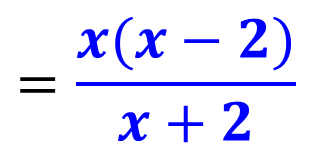 = x(x − 2)
x + 2